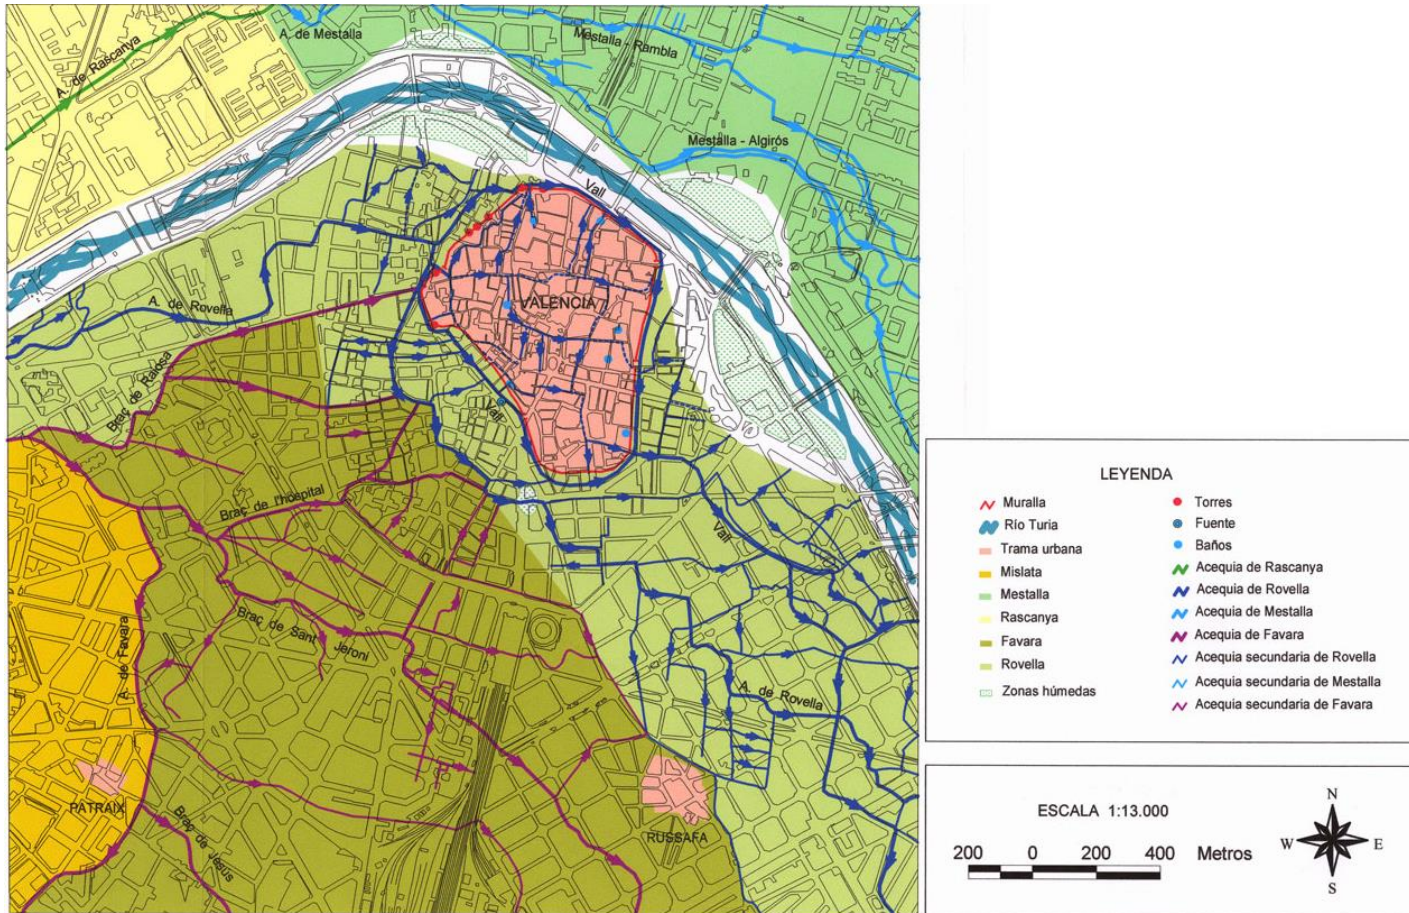 A. de Rascanya
A. de Mestalla
Mestalla - Rambla
Mestalla - Algirós
Vall
A. de Rovella
VALENCIA
Braç de Raiosa
Vall
Braç de l'hospital
Vall
Braç de Sant Jeroni
A. de Favara
A. de Rovella
PATRAIX
Braç de Jesus
RUSSAFA
LEYENDA
Muralla
Río Turia
Trama urbana
Mislata
Mestalla
Rascanya
Favara
Rovella
Zonas húmedas
Torres
Fuente
Baños
Acequia de Rascanya
Acequia de Rovella
Acequia de Mestalla
Acequia de Favara
Acequia secundaria de Rovella
Acequia secundaria de Mestalla
Acequia secundaria de Favara
ESCALA 1:13.000
200 0 200 400 Metros
N
W E
S